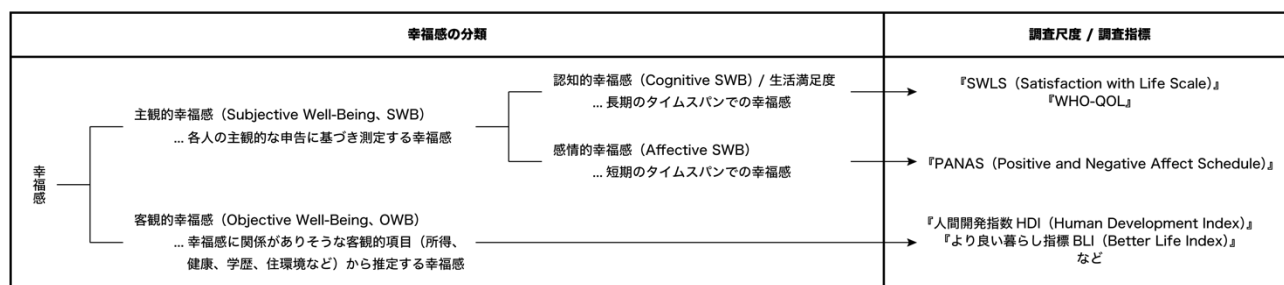 幸福感の分類
調査尺度 / 調査指標
幸福感
主観的幸福感（Subjective Well-Being、SWB）
... 各人の主観的な申告に基づき測定する幸福感
認知的幸福感（Cognitive SWB）/ 生活満足度
... 長期のタイムスパンでの幸福感
『SWLS（Satisfaction with Life Scale）』
『WHO-QOL』
感情的幸福感（Affective SWB）
... 短期のタイムスパンでの幸福感
『PANAS（Positive and Negative Affect Schedule）』
客観的幸福感（Objective Well-Being、OWB）
... 幸福感に関係がありそうな客観的項目（所得、
健康、学歴、住環境など）から推定する幸福感
『人間開発指数 HDI（Human Development Index）』
『より良い暮らし指標 BLI（Better Life Index）』
など